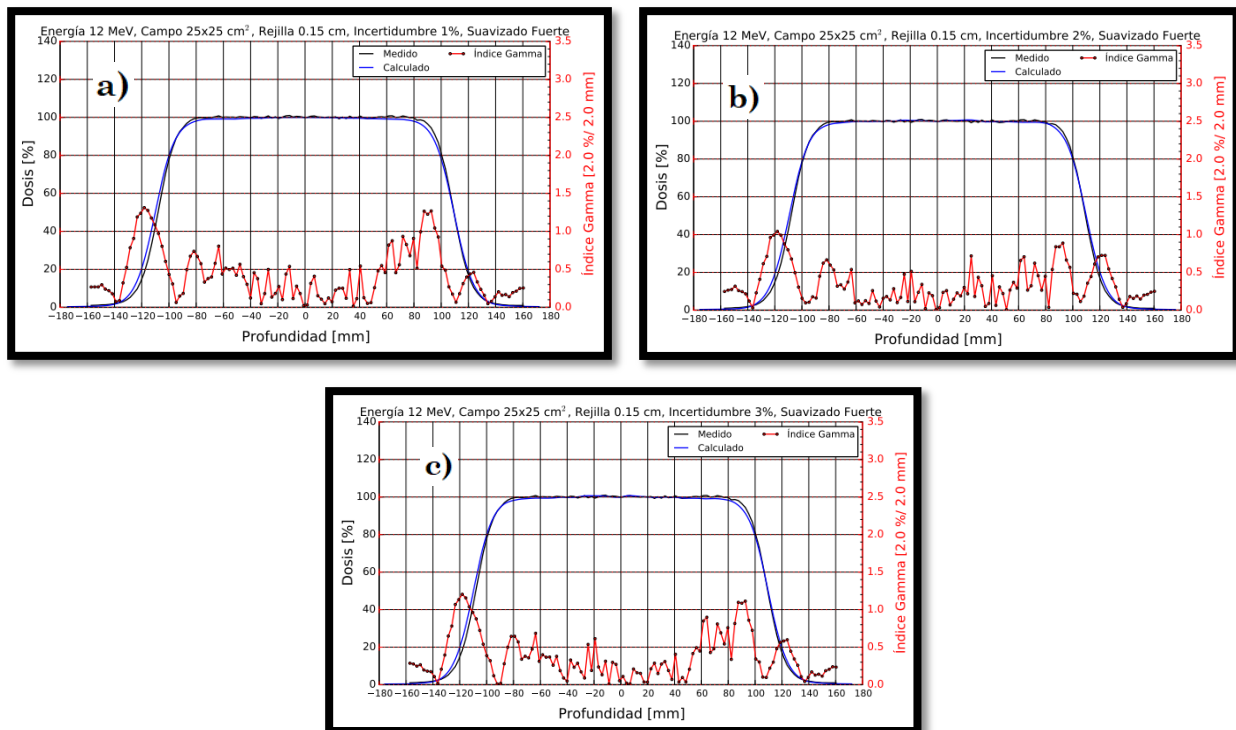 Energía 12 MeV, Campo 25x25 cm², Rejilla 0.15 cm, Incertidumbre 1%, Suavizado Fuerte
a)
Medido
Calculado
Índice Gamma
Dosis [%]
140
120
100
80
60
40
20
0
Índice Gamma [2.0 %/ 2.0 mm]
3.5
3.0
2.5
2.0
1.5
1.0
0.5
0.0
−180 −160 −140 −120 −100 −80 −60 −40 −20 0 20 40 60 80 100 120 140 160 180
Profundidad [mm]
Energía 12 MeV, Campo 25x25 cm², Rejilla 0.15 cm, Incertidumbre 2%, Suavizado Fuerte
b)
Medido
Calculado
Índice Gamma
Dosis [%]
140
120
100
80
60
40
20
0
Índice Gamma [2.0 %/ 2.0 mm]
3.5
3.0
2.5
2.0
1.5
1.0
0.5
0.0
−180 −160 −140 −120 −100 −80 −60 −40 −20 0 20 40 60 80 100 120 140 160 180
Profundidad [mm]
Energía 12 MeV, Campo 25x25 cm², Rejilla 0.15 cm, Incertidumbre 3%, Suavizado Fuerte
c)
Medido
Calculado
Índice Gamma
Dosis [%]
140
120
100
80
60
40
20
0
Índice Gamma [2.0 %/ 2.0 mm]
3.5
3.0
2.5
2.0
1.5
1.0
0.5
0.0
−180 −160 −140 −120 −100 −80 −60 −40 −20 0 20 40 60 80 100 120 140 160 180
Profundidad [mm]